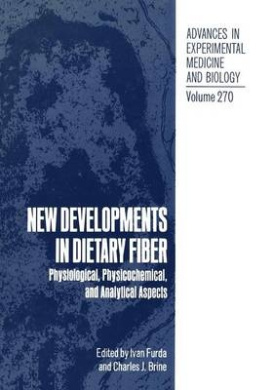 ADVANCES IN
EXPERIMENTAL
MEDICINE
AND BIOLOGY
Volume 270
NEW DEVELOPMENTS
IN DIETARY FIBER
Physiological, Physicochemical,
and Analytical Aspects
Edited by Ivan Furda
and Charles J. Brine